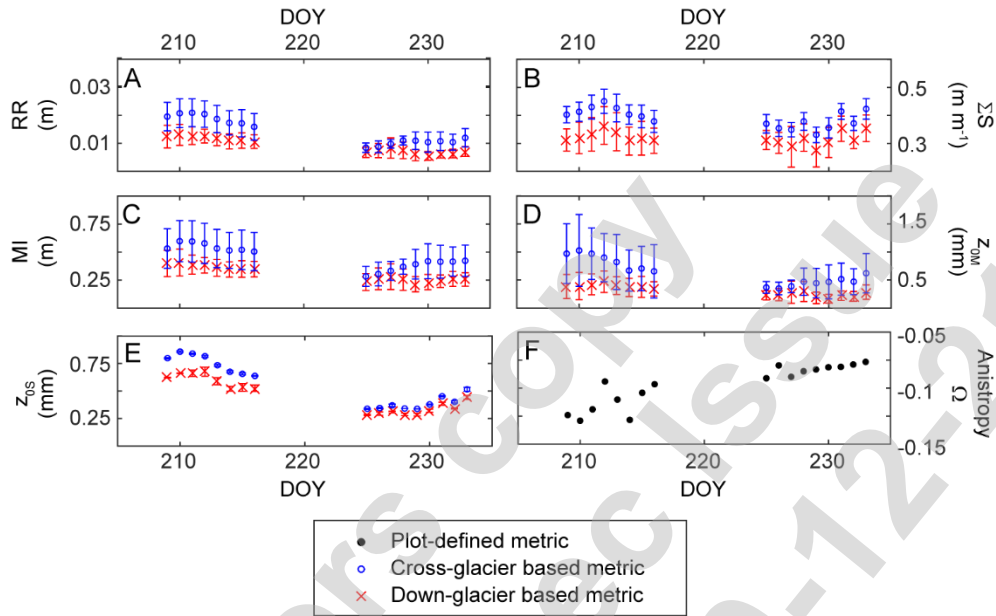 DOY DOY
210 220 230 210 220 230
A B
0.03 0.01 RR (m)
0.5 0.3 ΣS (m m⁻¹)
C D
0.75 0.25 MI (m)
1.5 0.5 z0M (mm)
E F
0.75 0.25 z0S (mm)
-0.05 -0.1 -0.15 Anistropy Ω
210 220 230 210 220 230
DOY DOY
Plot-defined metric
Cross-glacier based metric
Down-glacier based metric
copy
ec Issue